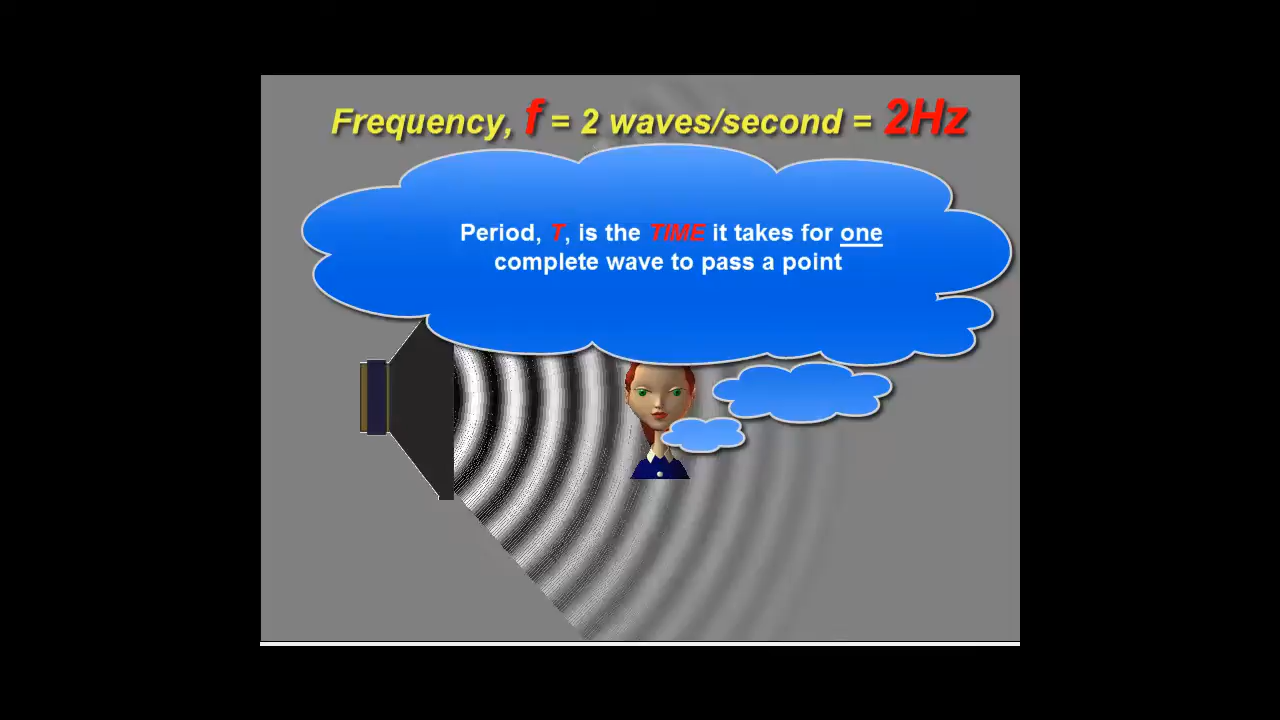 Frequency, f = 2 waves/second = 2Hz
Period, T, is the TIME it takes for one
complete wave to pass a point